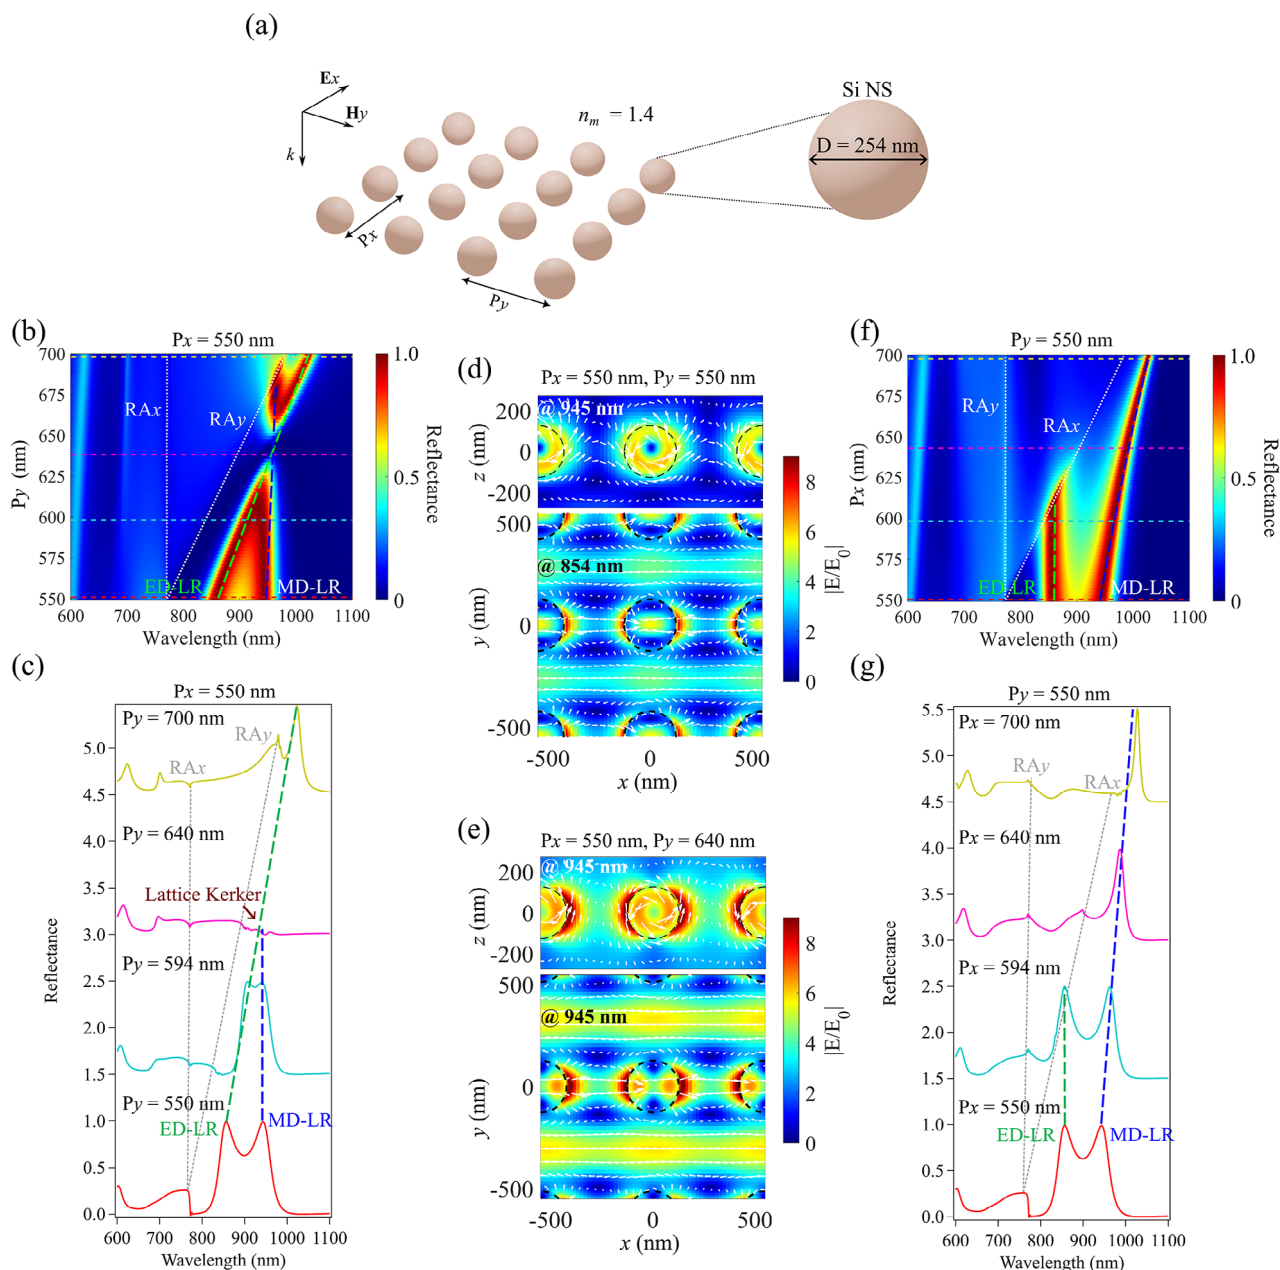 (a)
Ex
Hy
k
n_m = 1.4
Si NS
D = 254 nm
Px
Py
(b)
Px = 550 nm
700
675
650
625
600
575
550
Py (nm)
RAx
RAy
ED-LR
MD-LR
600 700 800 900 1000 1100
Wavelength (nm)
1.0
0.5
0
Reflectance
(c)
Px = 550 nm
Py = 700 nm
RAy
RAx
Py = 640 nm
Lattice Kerker
Py = 594 nm
Py = 550 nm
ED-LR
MD-LR
5.0
4.5
4.0
3.5
3.0
2.5
2.0
1.5
1.0
0.5
0.0
Reflectance
600 700 800 900 1000 1100
Wavelength (nm)
(d)
Px = 550 nm, Py = 550 nm
@ 945 nm
200
0
-200
z (nm)
@ 854 nm
500
0
-500
y (nm)
-500 0 500
x (nm)
8
6
4
2
0
|E/E0|
(e)
Px = 550 nm, Py = 640 nm
@ 945 nm
200
0
-200
z (nm)
@ 945 nm
500
0
-500
y (nm)
-500 0 500
x (nm)
8
6
4
2
0
|E/E0|
(f)
Py = 550 nm
700
650
600
550
Px (nm)
RAy
RAx
ED-LR
MD-LR
600 700 800 900 1000 1100
Wavelength (nm)
1.0
0.5
0
Reflectance
(g)
Py = 550 nm
Px = 700 nm
RAy
RAx
Px = 640 nm
Px = 594 nm
Px = 550 nm
ED-LR
MD-LR
5.5
5.0
4.5
4.0
3.5
3.0
2.5
2.0
1.5
1.0
0.5
0.0
Reflectance
600 700 800 900 1000 1100
Wavelength (nm)